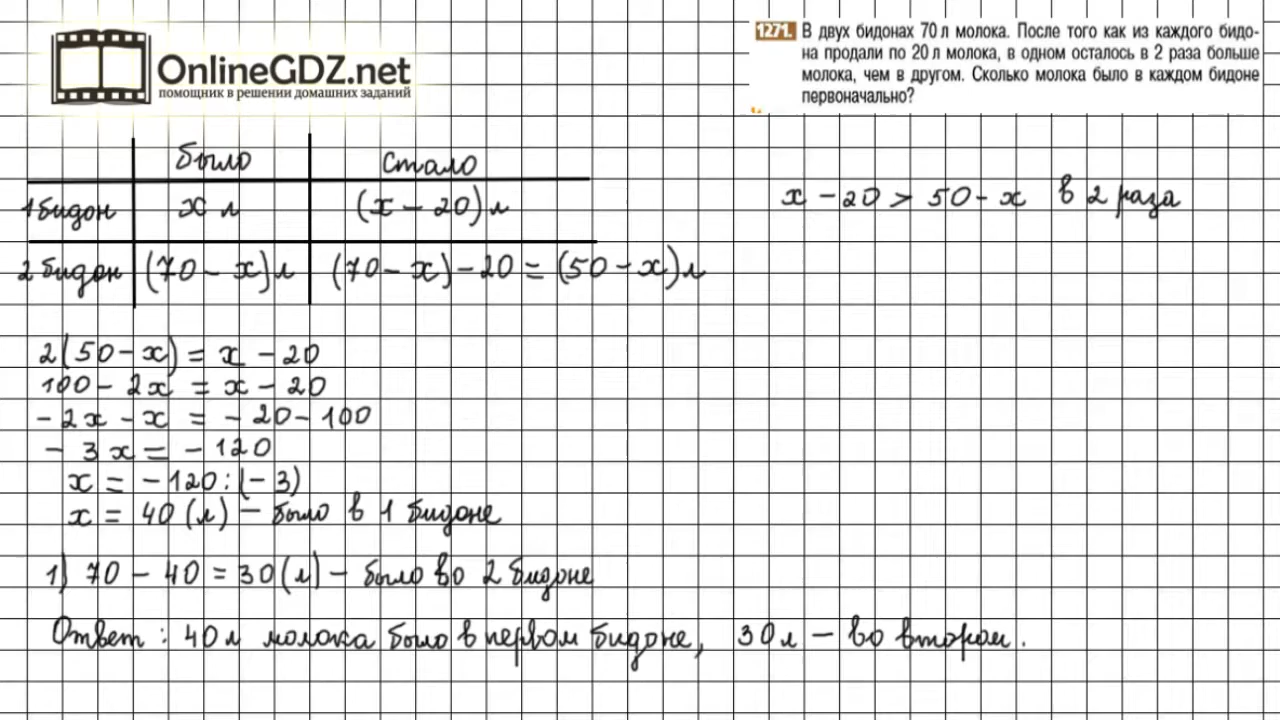 OnlineGDZ.net
помощник в решении домашних заданий
1271. В двух бидонах 70 л молока. После того как из каждого бидо-
на продали по 20 л молока, в одном осталось в 2 раза больше
молока, чем в другом. Сколько молока было в каждом бидоне
первоначально?
было стало
1 бидон x л (x - 20) л
2 бидон (70 - x) л (70 - x) - 20 = (50 - x) л
x - 20 > 50 - x в 2 раза
2(50 - x) = x - 20
100 - 2x = x - 20
- 2x - x = - 20 - 100
- 3x = - 120
x = - 120 : (- 3)
x = 40 (л) - было в 1 бидоне
1) 70 - 40 = 30 (л) - было во 2 бидоне
Ответ: 40 л молока было в первом бидоне, 30 л - во втором.